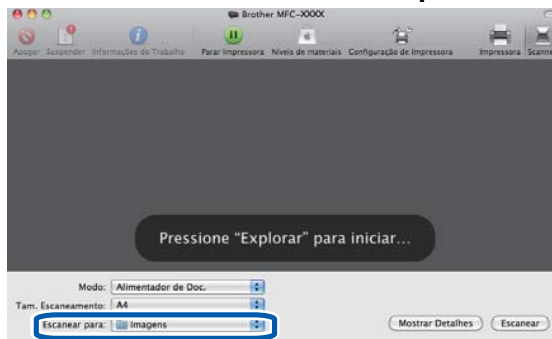 Brother MFC-XXXX
Apagar Suspender Informações do Trabalho Parar Impressora Níveis de materiais Configuração de Impressora Impressora Scanne
Pressione “Explorar” para iniciar...
Modo: Alimentador de Doc.
Tam. Escaneamento: A4
Escanear para: Imagens
Mostrar Detalhes Escanear